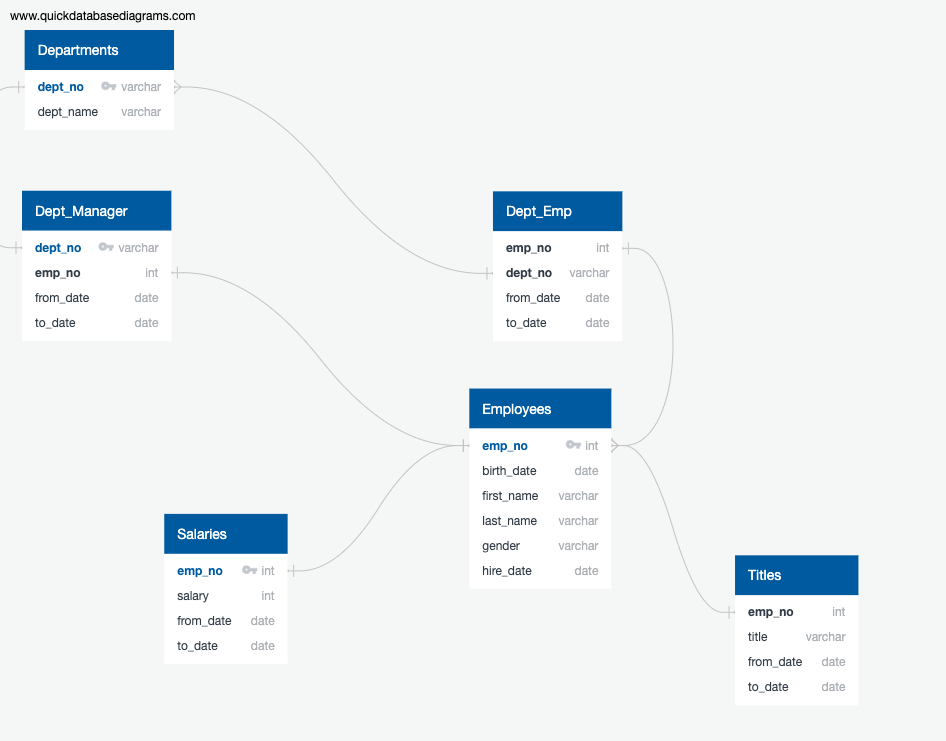 www.quickdatabasediagrams.com
Departments
dept_no varchar
dept_name varchar
Dept_Manager
dept_no varchar
emp_no int
from_date date
to_date date
Dept_Emp
emp_no int
dept_no varchar
from_date date
to_date date
Employees
emp_no int
birth_date date
first_name varchar
last_name varchar
gender varchar
hire_date date
Salaries
emp_no int
salary int
from_date date
to_date date
Titles
emp_no int
title varchar
from_date date
to_date date